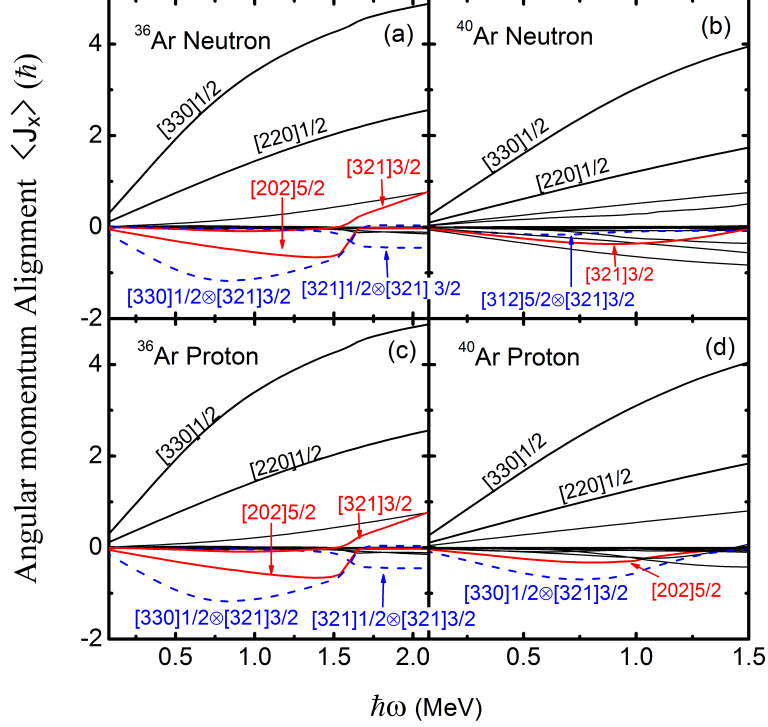 Angular momentum Alignment ⟨Jx⟩ (ħ)
³⁶Ar Neutron
(a)
[330]1/2
[220]1/2
[321]3/2
[202]5/2
[330]1/2⊗[321]3/2
[321]1/2⊗[321] 3/2
4
2
0
-2
⁴⁰Ar Neutron
(b)
[330]1/2
[220]1/2
[321]3/2
[312]5/2⊗[321]3/2
³⁶Ar Proton
(c)
[330]1/2
[220]1/2
[202]5/2
[321]3/2
[330]1/2⊗[321]3/2
[321]1/2⊗[321]3/2
4
2
0
-2
⁴⁰Ar Proton
(d)
[330]1/2
[220]1/2
[330]1/2⊗[321]3/2
[202]5/2
0.5 1.0 1.5 2.0 0.5 1.0 1.5
ħω (MeV)